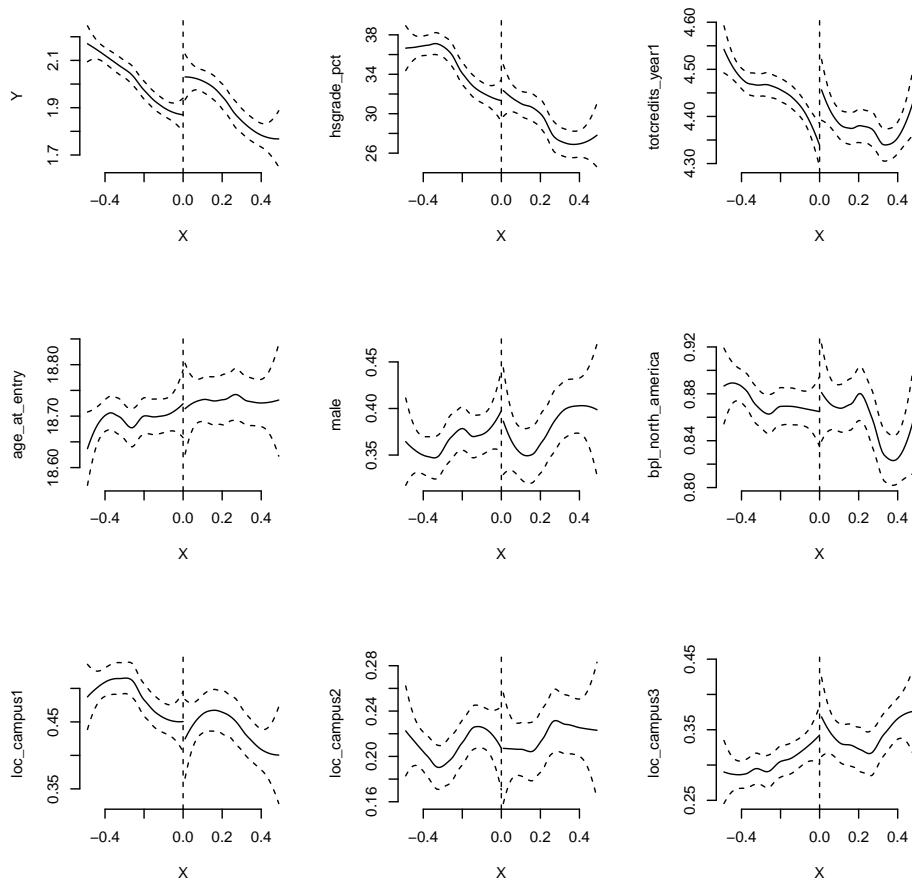 Y
1.7 1.9 2.1
−0.4 0.0 0.2 0.4
X
hsgrade_pct
26 30 34 38
−0.4 0.0 0.2 0.4
X
totcredits_year1
4.30 4.40 4.50 4.60
−0.4 0.0 0.2 0.4
X
age_at_entry
18.60 18.70 18.80
−0.4 0.0 0.2 0.4
X
male
0.35 0.40 0.45
−0.4 0.0 0.2 0.4
X
bpl_north_america
0.80 0.84 0.88 0.92
−0.4 0.0 0.2 0.4
X
loc_campus1
0.35 0.45
−0.4 0.0 0.2 0.4
X
loc_campus2
0.16 0.20 0.24 0.28
−0.4 0.0 0.2 0.4
X
loc_campus3
0.25 0.35 0.45
−0.4 0.0 0.2 0.4
X